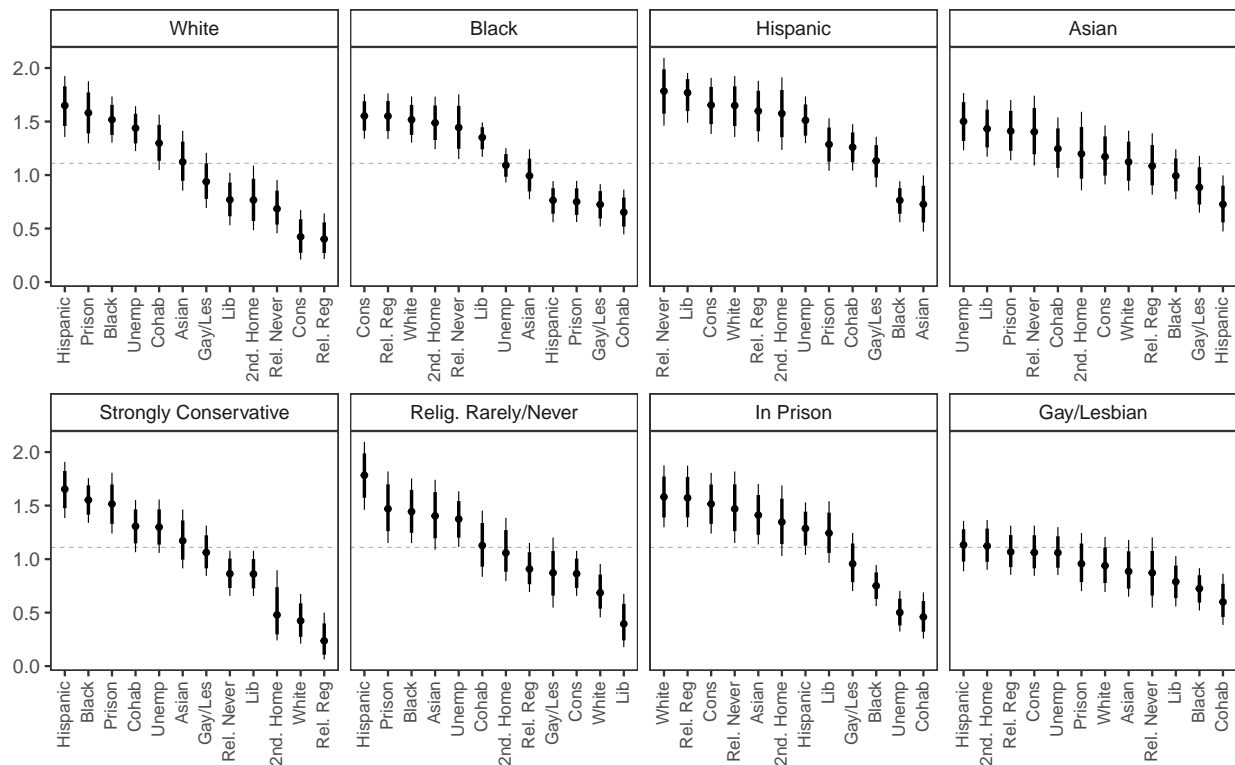 White Black Hispanic Asian
2.0
1.5
1.0
0.5
0.0
Hispanic Prison Black Unemp Cohab Asian Gay/Les Lib 2nd. Home Rel. Never Cons Rel. Reg
Cons Rel. Reg White 2nd. Home Rel. Never Lib Unemp Asian Hispanic Prison Gay/Les Cohab
Rel. Never Lib Cons White Rel. Reg 2nd. Home Unemp Prison Cohab Gay/Les Black Asian
Unemp Lib Prison Rel. Never Cohab 2nd. Home Cons White Rel. Reg Black Gay/Les Hispanic
Strongly Conservative Relig. Rarely/Never In Prison Gay/Lesbian
2.0
1.5
1.0
0.5
0.0
Hispanic Black Prison Cohab Unemp Asian Gay/Les Rel. Never Lib 2nd. Home White Rel. Reg
Hispanic Prison Black Asian Unemp Cohab 2nd. Home Rel. Reg Gay/Les Cons White Lib
White Rel. Reg Cons Rel. Never Asian 2nd. Home Hispanic Lib Gay/Les Black Unemp Cohab
Hispanic 2nd. Home Rel. Reg Cons Unemp Prison White Asian Rel. Never Lib Black Cohab